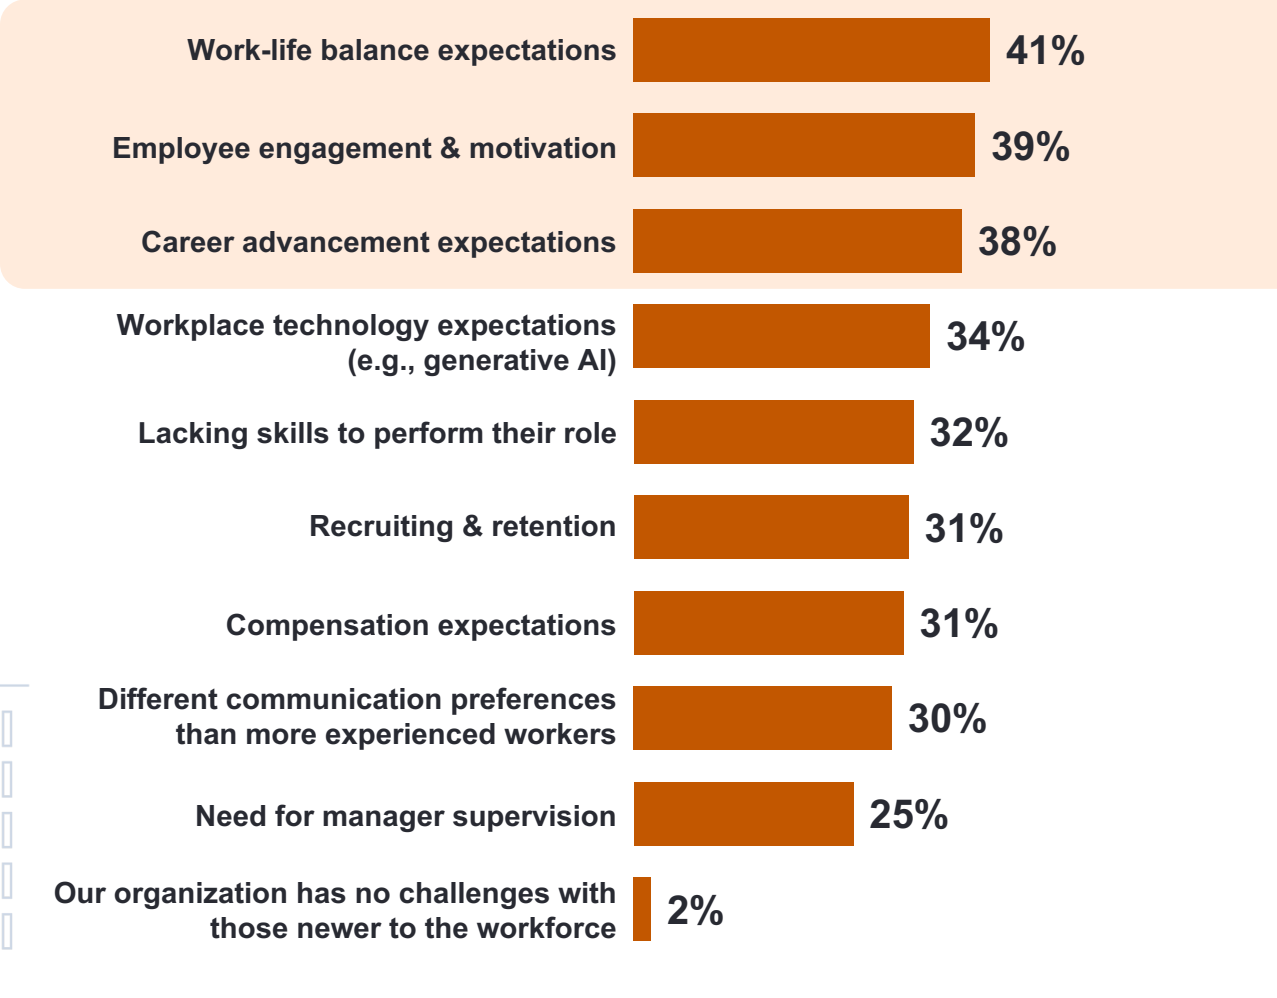 Work-life balance expectations 41%
Employee engagement & motivation 39%
Career advancement expectations 38%
Workplace technology expectations
(e.g., generative AI) 34%
Lacking skills to perform their role 32%
Recruiting & retention 31%
Compensation expectations 31%
Different communication preferences
than more experienced workers 30%
Need for manager supervision 25%
Our organization has no challenges with
those newer to the workforce 2%